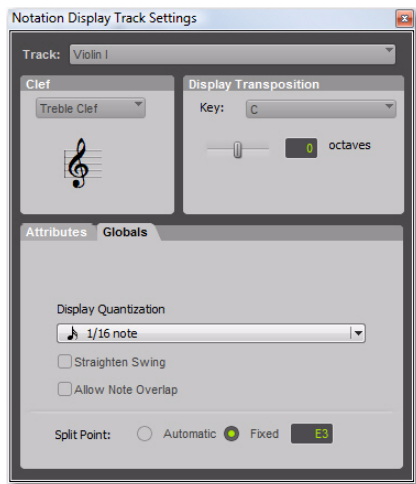 Notation Display Track Settings
Track: Violin I
Clef
Display Transposition
Treble Clef
Key: C
0 octaves
Attributes Globals
Display Quantization
1/16 note
Straighten Swing
Allow Note Overlap
Split Point: Automatic Fixed E3